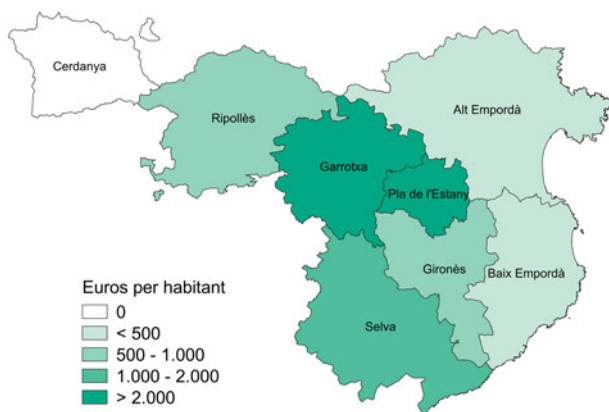 Cerdanya
Ripollès
Alt Empordà
Garrotxa
Pla de l'Estany
Gironès
Baix Empordà
Selva
Euros per habitant
0
< 500
500 - 1.000
1.000 - 2.000
> 2.000